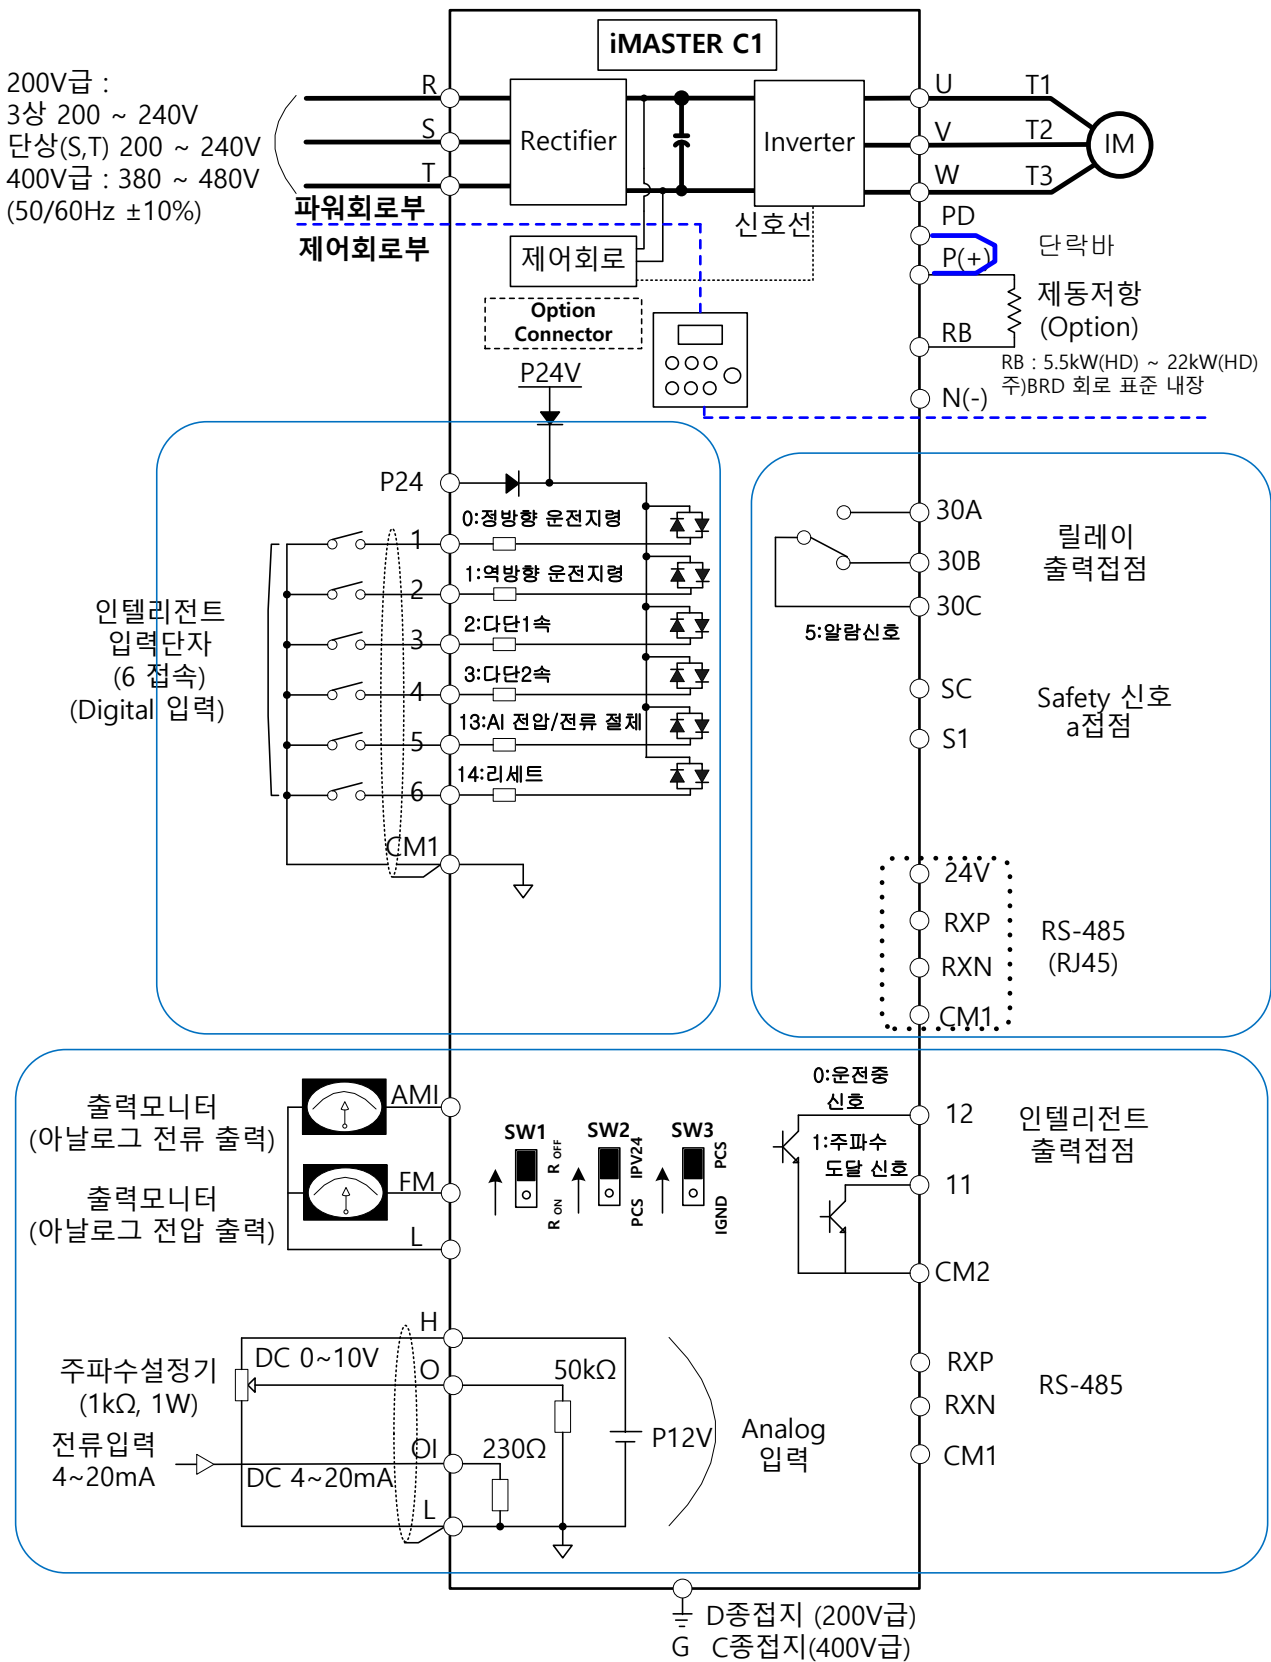 iMASTER C1
200V급 :
3상 200 ~ 240V
단상(S,T) 200 ~ 240V
400V급 : 380 ~ 480V
(50/60Hz ±10%)
R
S
T
Rectifier
Inverter
U
V
W
T1
T2
T3
IM
파워회로부
제어회로부
제어회로
신호선
PD
P(+)
RB
N(-)
단락바
제동저항
(Option)
RB : 5.5kW(HD) ~ 22kW(HD)
주)BRD 회로 표준 내장
Option
Connector
P24V
P24
인텔리전트
입력단자
(6 접속)
(Digital 입력)
1
2
3
4
5
6
CM1
0:정방향 운전지령
1:역방향 운전지령
2:다단1속
3:다단2속
13:AI 전압/전류 절체
14:리세트
30A
30B
30C
5:알람신호
릴레이
출력접점
SC
S1
Safety 신호
a접점
24V
RXP
RXN
CM1
RS-485
(RJ45)
출력모니터
(아날로그 전류 출력)
AMI
출력모니터
(아날로그 전압 출력)
FM
L
SW1
R OFF
R ON
SW2
IPV24
PCS
SW3
PCS
IGND
0:운전중
신호
1:주파수
도달 신호
12
11
CM2
인텔리전트
출력접점
주파수설정기
(1kΩ, 1W)
전류입력
4~20mA
H
DC 0~10V
O
OI
DC 4~20mA
L
50kΩ
230Ω
P12V
Analog
입력
RXP
RXN
CM1
RS-485
G
D종접지 (200V급)
C종접지(400V급)